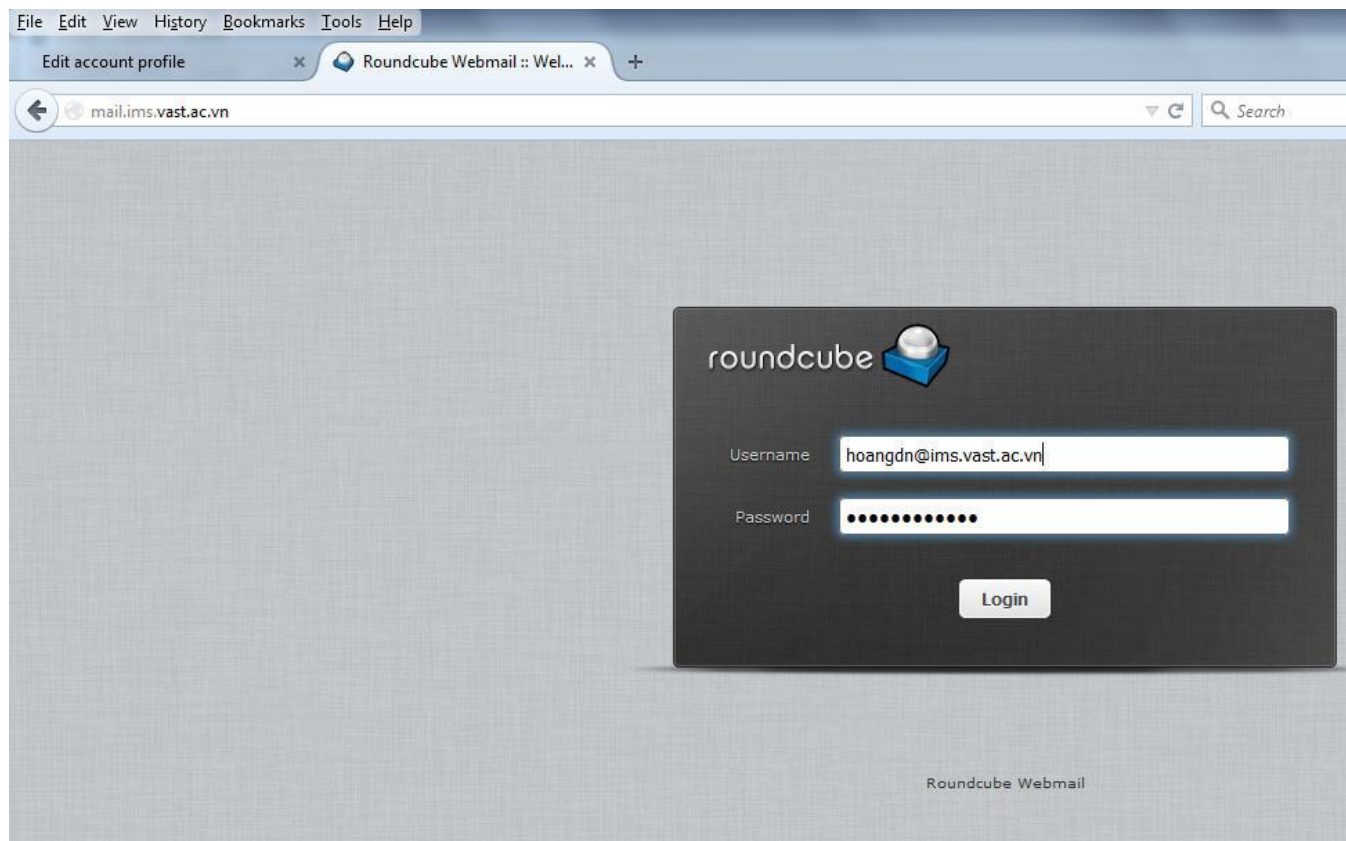 File Edit View History Bookmarks Tools Help
Edit account profile
Roundcube Webmail :: Wel...
mail.ims.vast.ac.vn
Search
roundcube
Username
hoangdn@ims.vast.ac.vn
Password
••••••••••••
Login
Roundcube Webmail